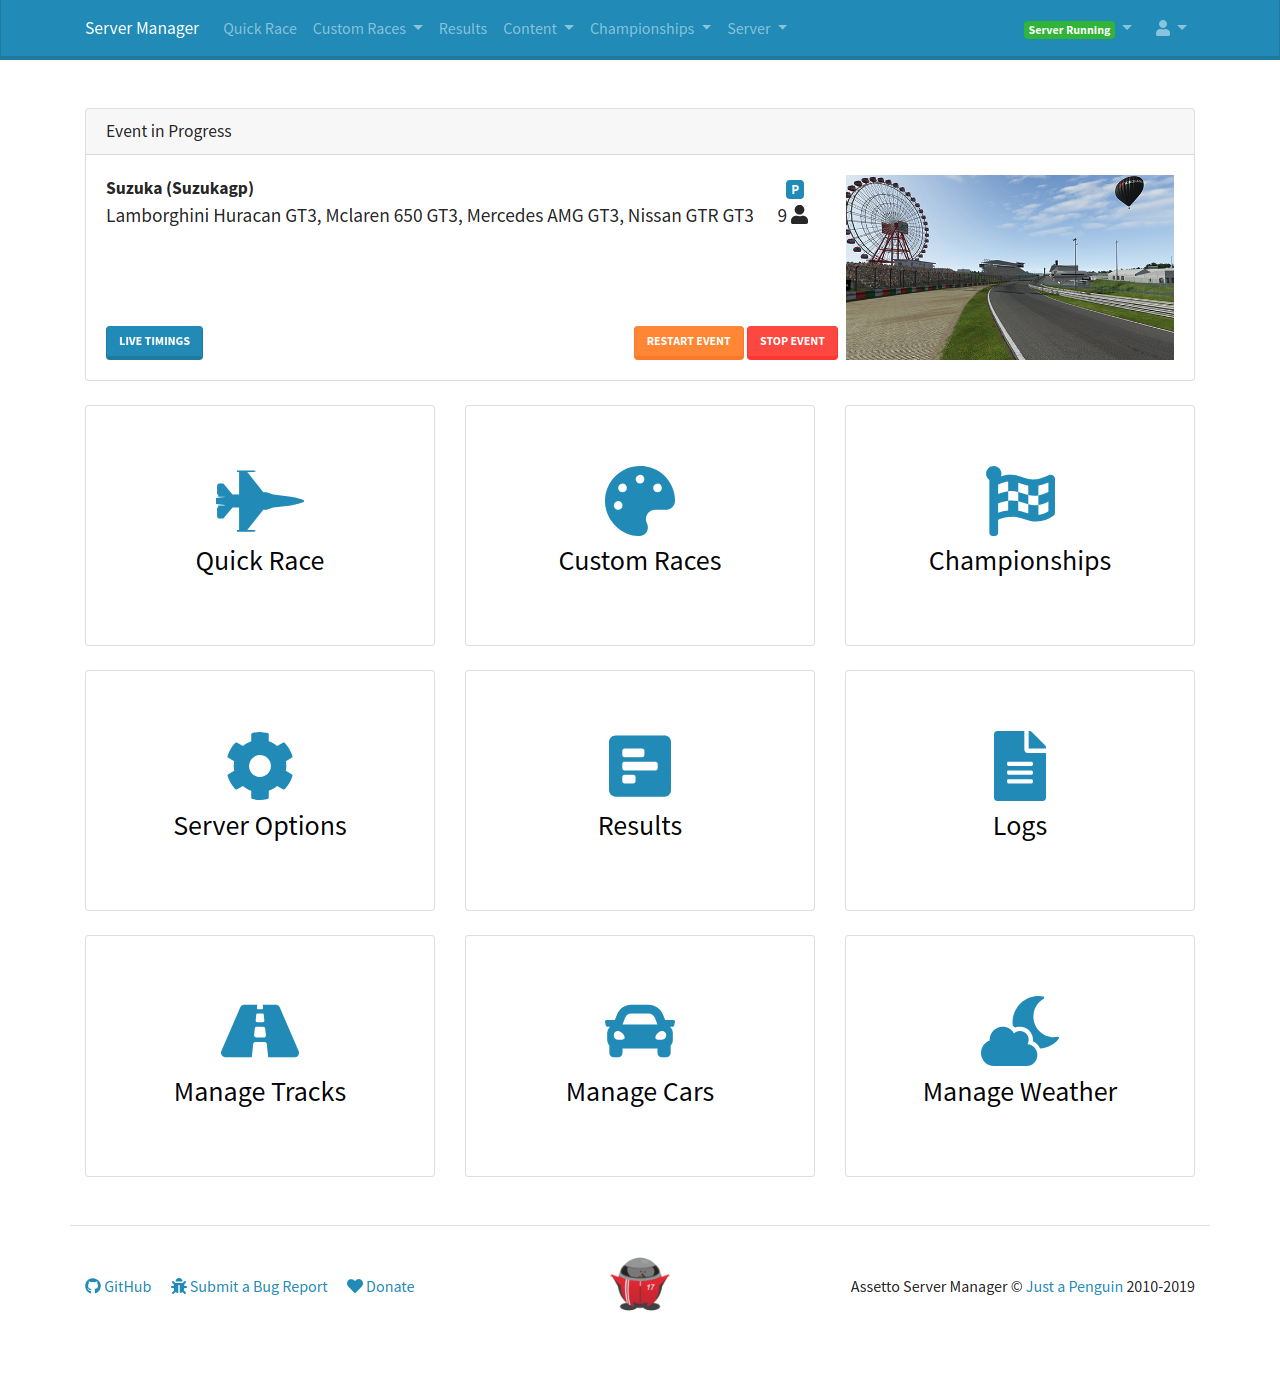 Server Manager Quick Race Custom Races Results Content Championships Server Server Running
Event in Progress
Suzuka (Suzukagp) P
Lamborghini Huracan GT3, Mclaren 650 GT3, Mercedes AMG GT3, Nissan GTR GT3 9
LIVE TIMINGS RESTART EVENT STOP EVENT
Quick Race Custom Races Championships
Server Options Results Logs
Manage Tracks Manage Cars Manage Weather
17
GitHub Submit a Bug Report Donate Assetto Server Manager © Just a Penguin 2010-2019